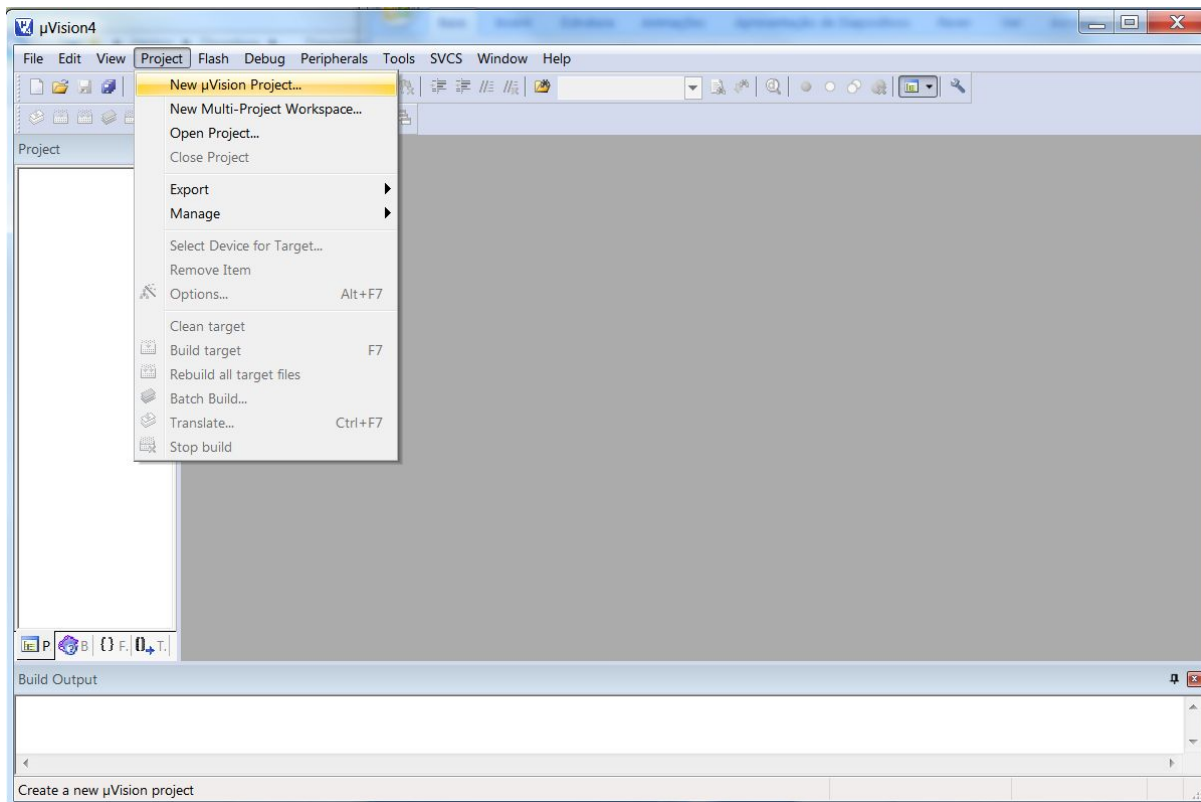 µVision4
File Edit View Project Flash Debug Peripherals Tools SVCS Window Help
New µVision Project...
New Multi-Project Workspace...
Open Project...
Close Project
Export
Manage
Select Device for Target...
Remove Item
Options... Alt+F7
Clean target
Build target F7
Rebuild all target files
Batch Build...
Translate... Ctrl+F7
Stop build
Project
P B {} F. 0 T.
Build Output
Create a new µVision project